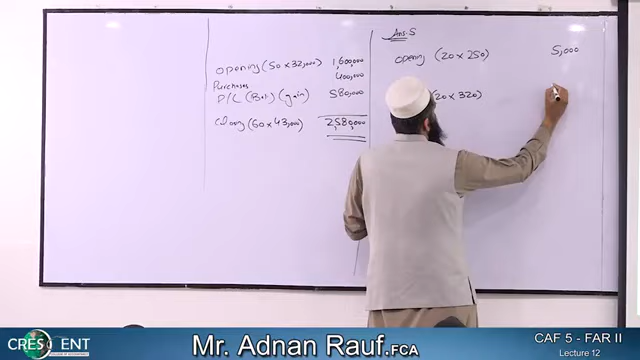 opening (50 x 32,000) 1,600,000
Purchases 400,000
P/L (Bal.) (gain) 580,000
closing (60 x 43,000) 2,580,000
Ans. 5
opening (20 x 250) 5,000
(20 x 320)
CRESCENT
Mr. Adnan Rauf.FCA
CAF 5 - FAR II
Lecture 12